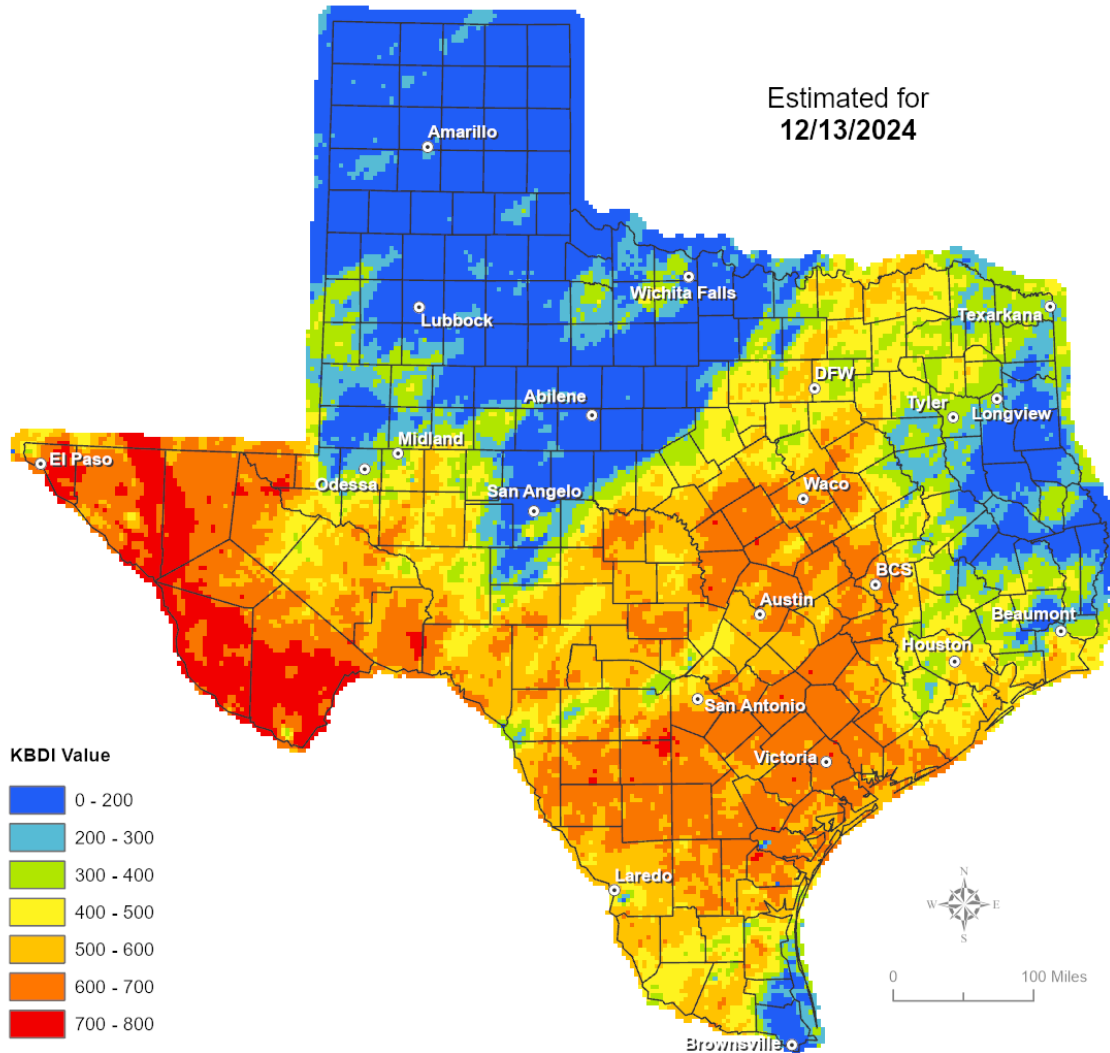 Estimated for
12/13/2024
Amarillo
Wichita Falls
Lubbock
Texarkana
DFW
Abilene
Tyler
Longview
Midland
El Paso
Odessa
San Angelo
Waco
BCS
Austin
Beaumont
Houston
San Antonio
Victoria
KBDI Value
0 - 200
200 - 300
300 - 400
400 - 500
500 - 600
600 - 700
700 - 800
Laredo
N
W E
S
0 100 Miles
Brownsville